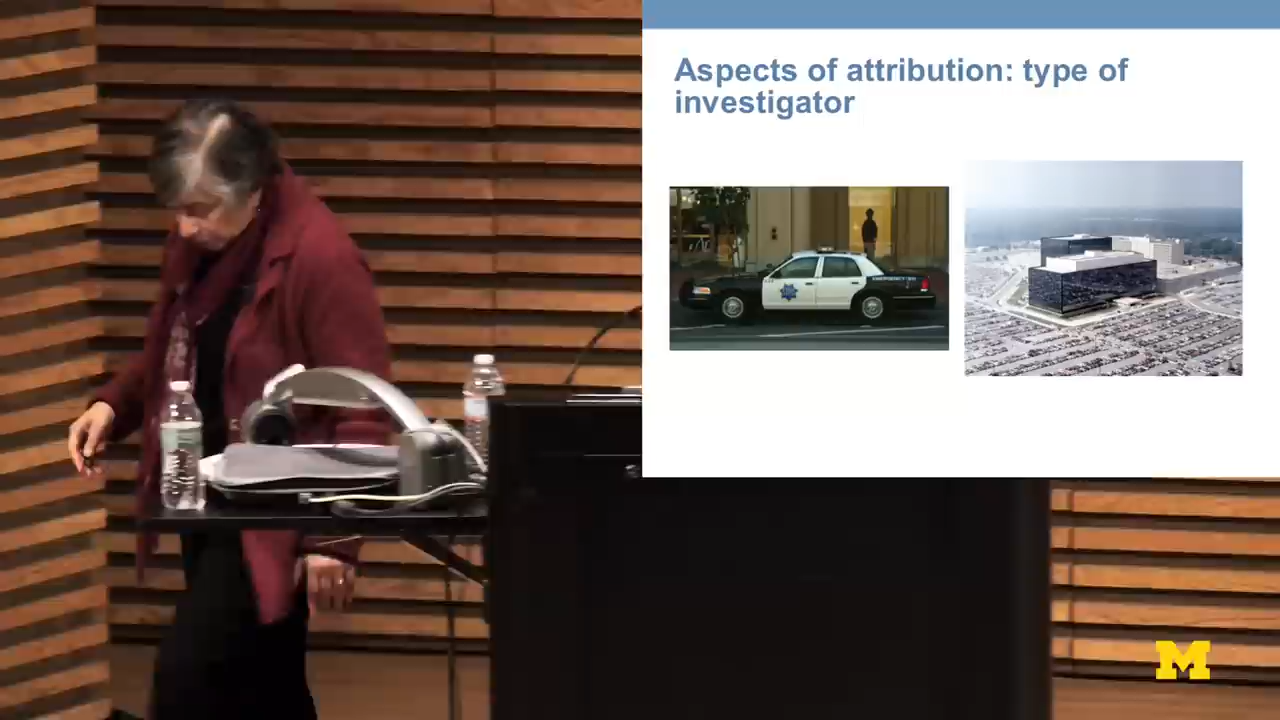 Aspects of attribution: type of
investigator
M